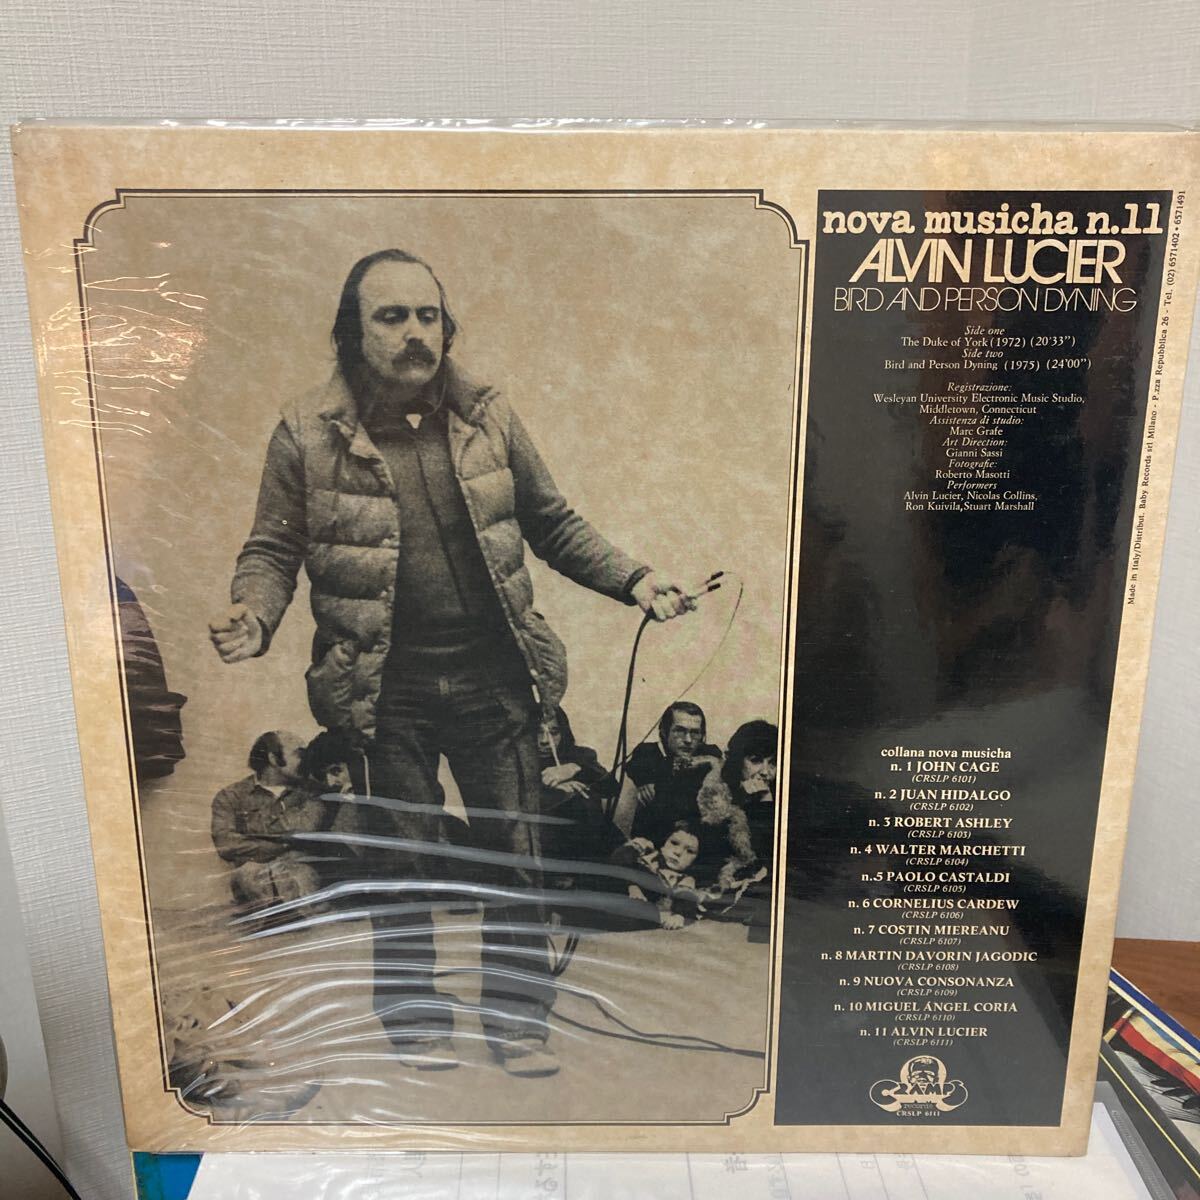 nova musicha n.11
ALVIN LUCIER
BIRD AND PERSON DYNING
Side one
The Duke of York (1972) (20'33")
Side two
Bird and Person Dyning (1975) (24'00")
Registrazione:
Wesleyan University Electronic Music Studio,
Middletown, Connecticut
Assistenza di studio:
Marc Grafe
Art Direction:
Gianni Sassi
Fotografie:
Roberto Masotti
Performers
Alvin Lucier, Nicolas Collins,
Ron Kuivila, Stuart Marshall
collana nova musicha
n. 1 JOHN CAGE
(CRSLP 6101)
n. 2 JUAN HIDALGO
(CRSLP 6102)
n. 3 ROBERT ASHLEY
(CRSLP 6103)
n. 4 WALTER MARCHETTI
(CRSLP 6104)
n.5 PAOLO CASTALDI
(CRSLP 6105)
n. 6 CORNELIUS CARDEW
(CRSLP 6106)
n. 7 COSTIN MIEREANU
(CRSLP 6107)
n. 8 MARTIN DAVORIN JAGODIC
(CRSLP 6108)
n. 9 NUOVA CONSONANZA
(CRSLP 6109)
n. 10 MIGUEL ÁNGEL CORIA
(CRSLP 6110)
n. 11 ALVIN LUCIER
(CRSLP 6111)
CRAMPS
records
CRSLP 6111
Made in Italy/Distribut. Baby Records srl Milano - P.zza Repubblica 26 - Tel. (02) 6571402 • 6571491